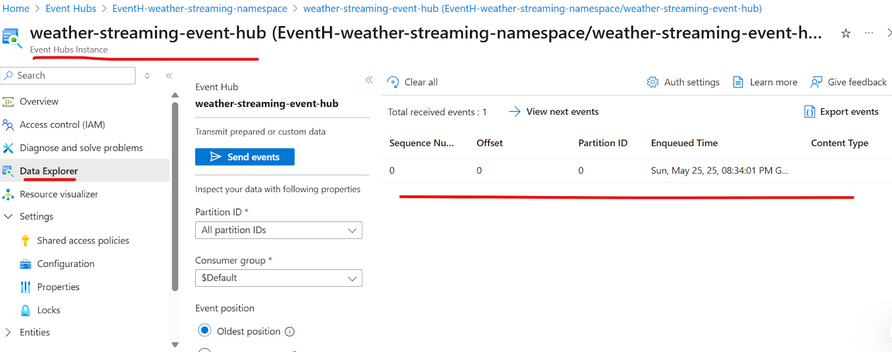 Home > Event Hubs > EventH-weather-streaming-namespace > weather-streaming-event-hub (EventH-weather-streaming-namespace/weather-streaming-event-hub)
weather-streaming-event-hub (EventH-weather-streaming-namespace/weather-streaming-event-h...
Event Hubs Instance
Search
Overview
Access control (IAM)
Diagnose and solve problems
Data Explorer
Resource visualizer
Settings
Shared access policies
Configuration
Properties
Locks
Entities
Event Hub
weather-streaming-event-hub
Transmit prepared or custom data
Send events
Inspect your data with following properties
Partition ID *
All partition IDs
Consumer group *
$Default
Event position
Oldest position
Clear all
Auth settings
Learn more
Give feedback
Total received events : 1
View next events
Export events
Sequence Nu... Offset Partition ID Enqueued Time Content Type
0 0 0 Sun, May 25, 25, 08:34:01 PM G...